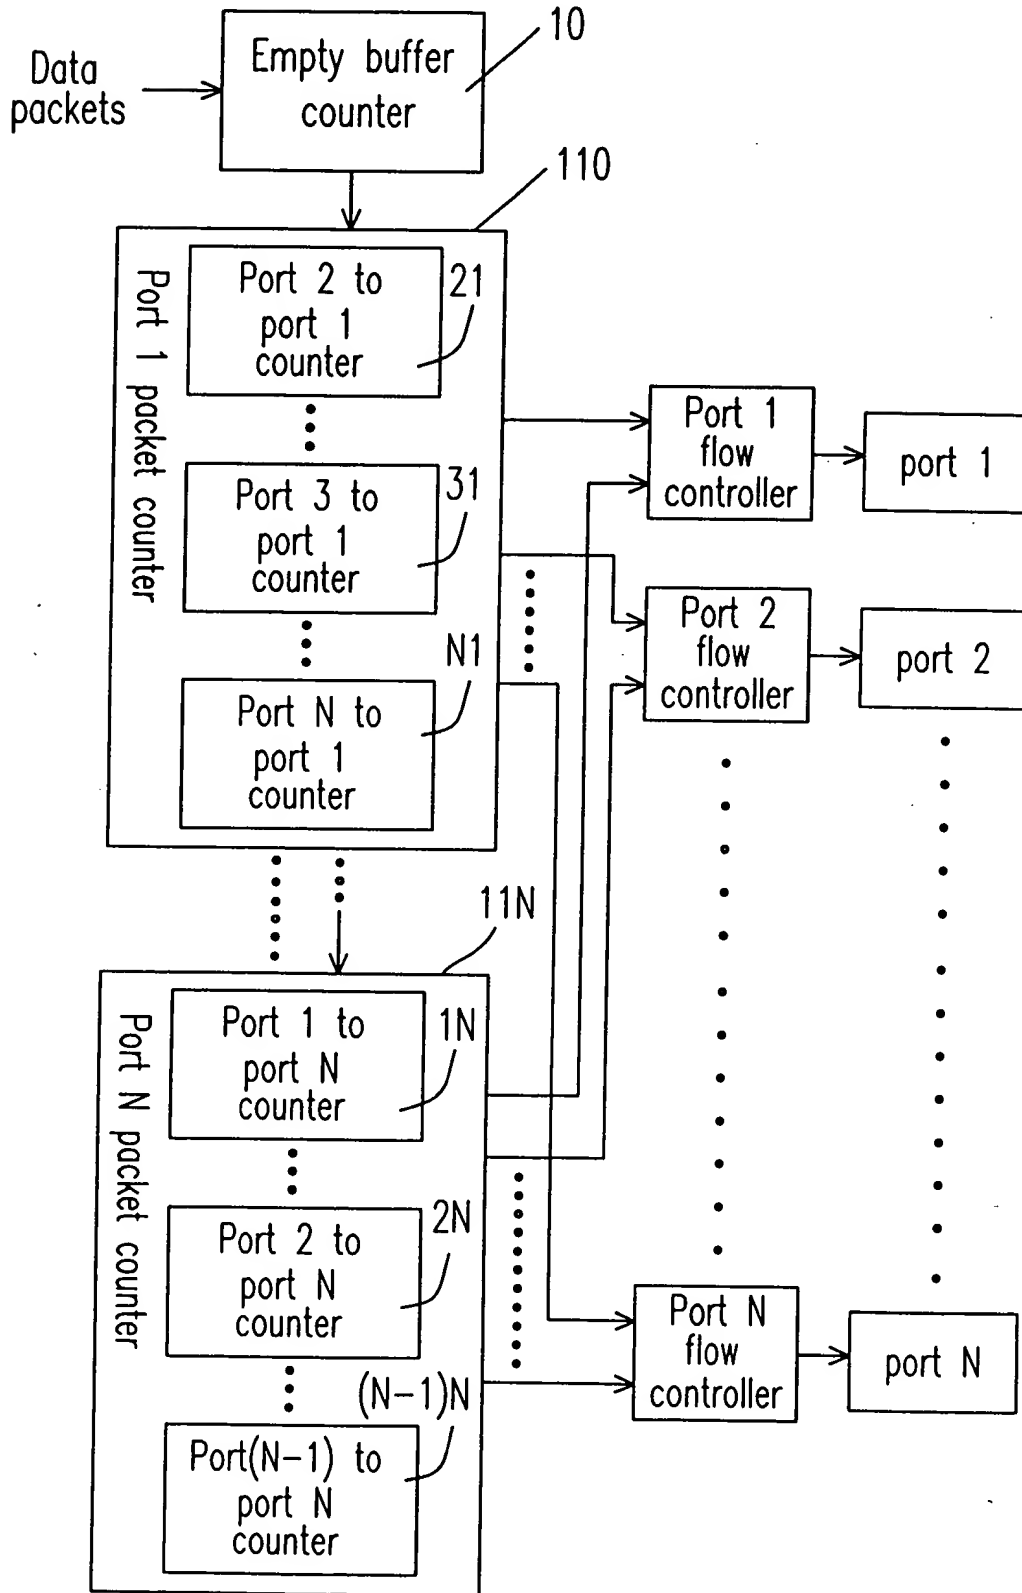 Data
packets
Empty buffer
counter
10
110
Port 1 packet counter
Port 2 to
port 1
counter
21
Port 3 to
port 1
counter
31
Port N to
port 1
counter
N1
Port 1
flow
controller
port 1
Port 2
flow
controller
port 2
11N
Port N packet counter
Port 1 to
port N
counter
1N
Port 2 to
port N
counter
2N
Port(N-1) to
port N
counter
(N-1)N
Port N
flow
controller
port N